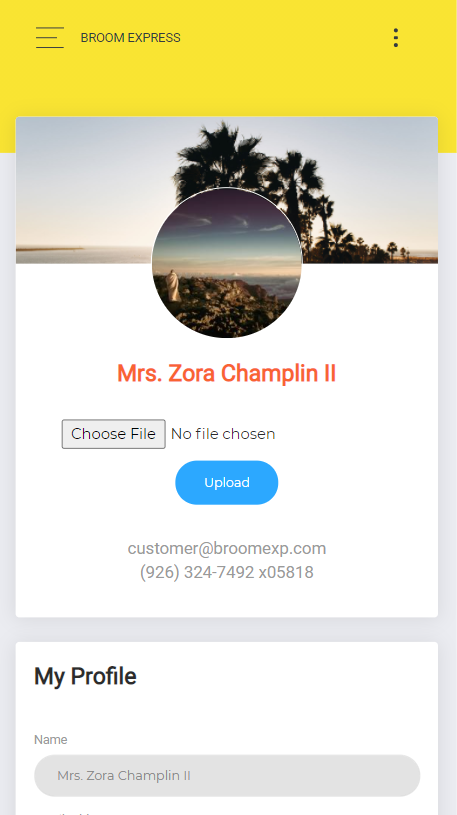 BROOM EXPRESS
Mrs. Zora Champlin II
Choose File No file chosen
Upload
customer@broomexp.com
(926) 324-7492 x05818
My Profile
Name
Mrs. Zora Champlin II